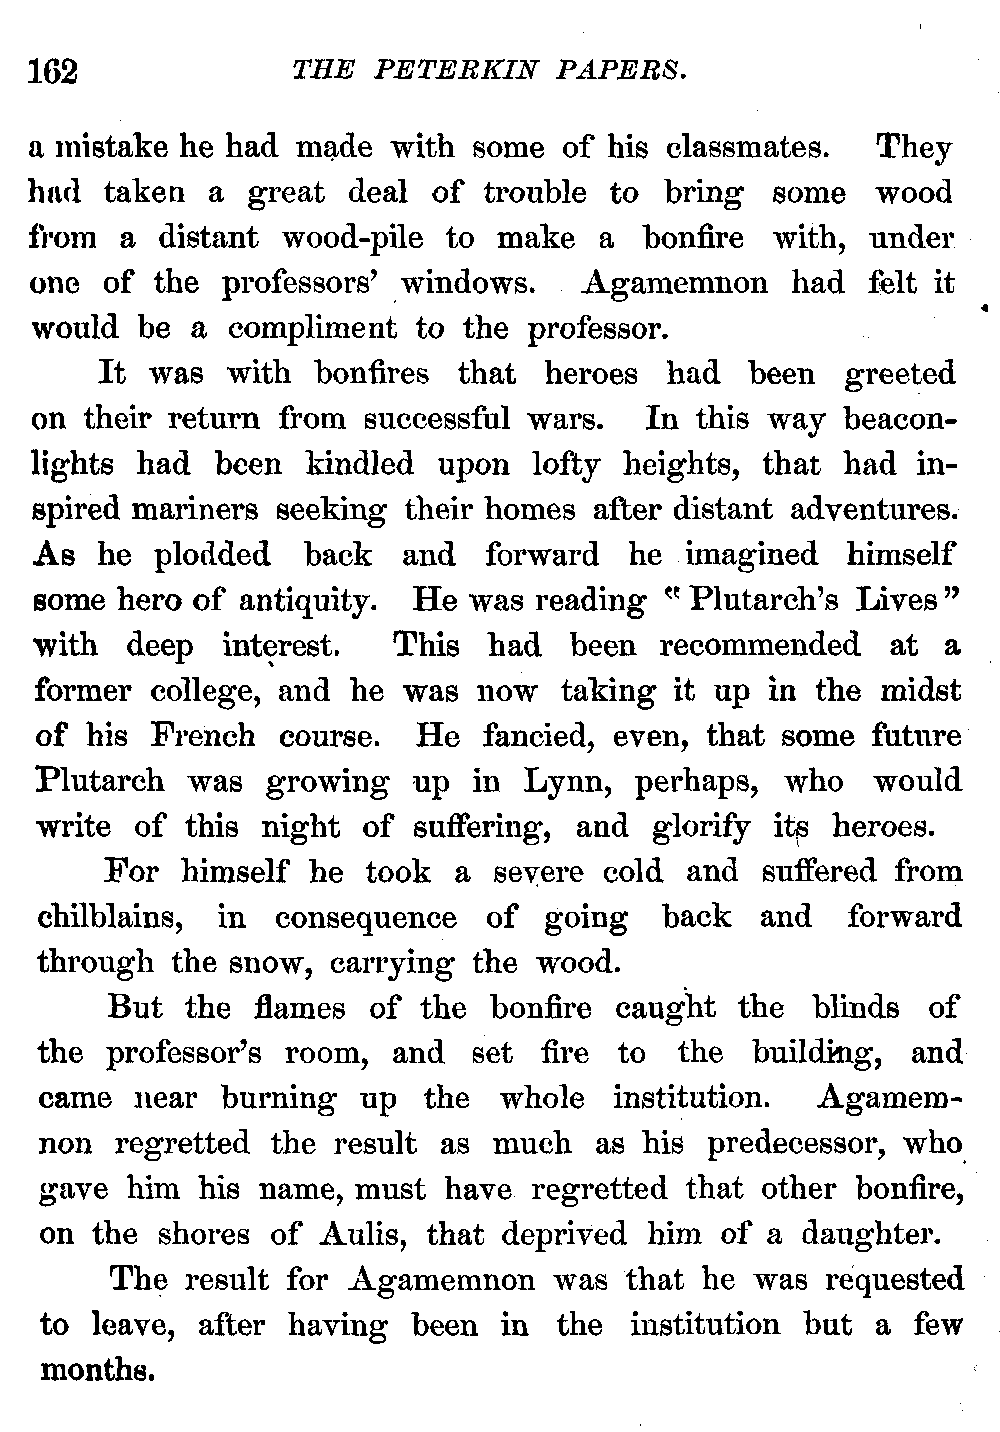 162 THE PETERKIN PAPERS.
a mistake he had made with some of his classmates. They
had taken a great deal of trouble to bring some wood
from a distant wood-pile to make a bonfire with, under
one of the professors' windows. Agamemnon had felt it
would be a compliment to the professor.
It was with bonfires that heroes had been greeted
on their return from successful wars. In this way beacon-
lights had been kindled upon lofty heights, that had in-
spired mariners seeking their homes after distant adventures.
As he plodded back and forward he imagined himself
some hero of antiquity. He was reading “Plutarch's Lives”
with deep interest. This had been recommended at a
former college, and he was now taking it up in the midst
of his French course. He fancied, even, that some future
Plutarch was growing up in Lynn, perhaps, who would
write of this night of suffering, and glorify its heroes.
For himself he took a severe cold and suffered from
chilblains, in consequence of going back and forward
through the snow, carrying the wood.
But the flames of the bonfire caught the blinds of
the professor's room, and set fire to the building, and
came near burning up the whole institution. Agamem-
non regretted the result as much as his predecessor, who
gave him his name, must have regretted that other bonfire,
on the shores of Aulis, that deprived him of a daughter.
The result for Agamemnon was that he was requested
to leave, after having been in the institution but a few
months.